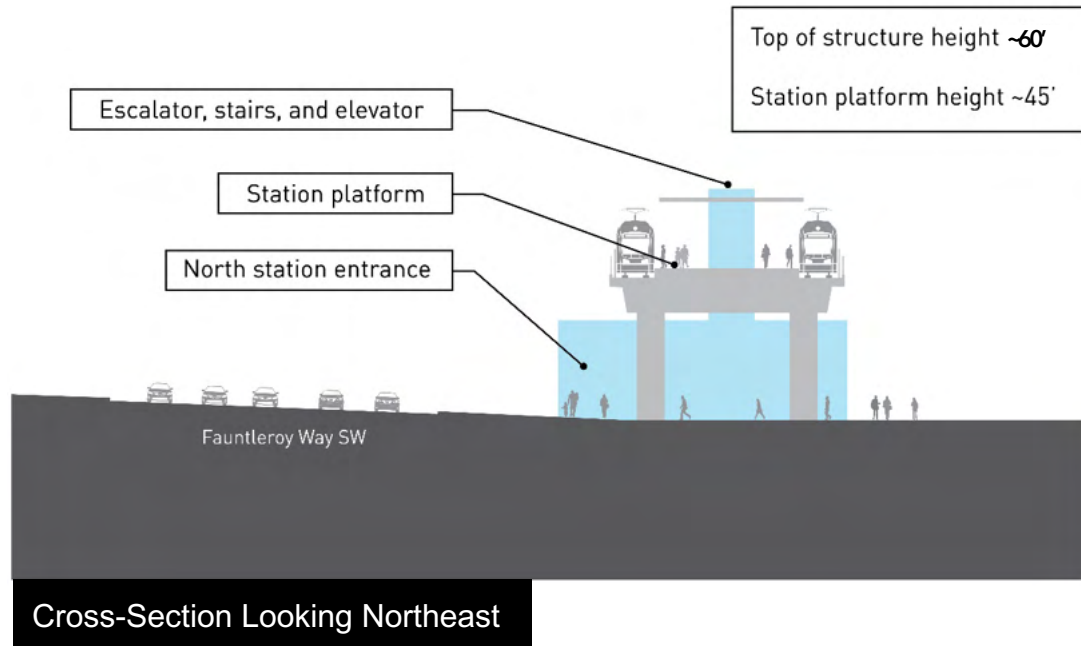 Top of structure height ~60'
Station platform height ~45'
Escalator, stairs, and elevator
Station platform
North station entrance
Fauntleroy Way SW
Cross-Section Looking Northeast